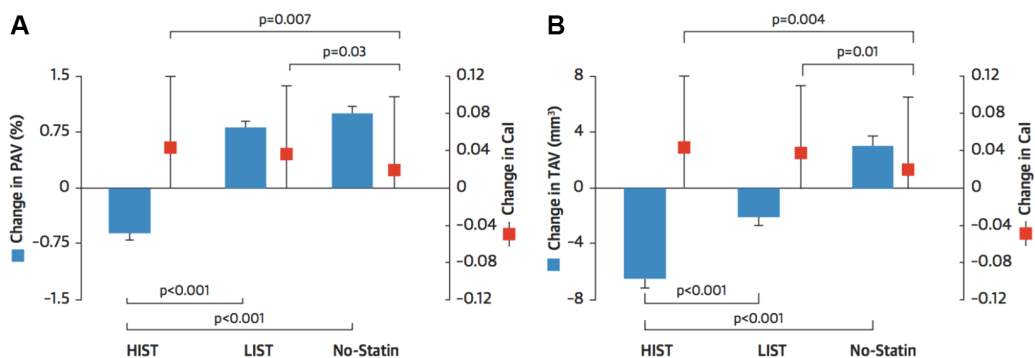 A
p=0.007
p=0.03
1.5
0.75
0
−0.75
−1.5
Change in PAV (%)
0.12
0.08
0.04
0
−0.04
−0.08
−0.12
Change in Cal
p<0.001
p<0.001
HIST LIST No-Statin
B
p=0.004
p=0.01
8
4
0
−4
−8
Change in TAV (mm³)
0.12
0.08
0.04
0
−0.04
−0.08
−0.12
Change in Cal
p<0.001
p<0.001
HIST LIST No-Statin